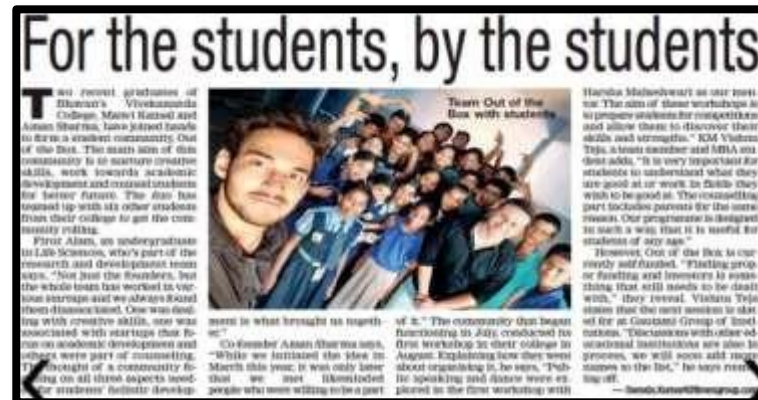 For the students, by the students
Two recent graduates of
Bhavan's Vivekananda
College, Manvi Kamail and
Aman Sharma, have joined hands
to form a student community, Out
of the Box. The main aim of this
community is to nurture creative
skills, work towards academic
development and counsel students
for better future. The duo has
teamed up with six other students
from their college to get the com-
munity rolling.
Firoz Alam, an undergraduate
in Life Sciences, who's part of the
research and development team
says, "Not just the founders, but
the whole team has worked in var-
ious startups and we always found
them disassociated. One was deal-
ing with creative skills, one was
associated with startups that fo-
cus on academic development and
others were part of counseling.
thought of a community fo-
ing on all three aspects need-
for students' holistic develop-
Team Out of the
Box with students
ment is what brought us togeth-
er."
Co-founder Aman Sharma says,
"While we initiated the idea in
March this year, it was only later
that we met likeminded
people who were willing to be a part
of it." The community that began
functioning in July, conducted its
first workshop in their college in
August. Explaining how they went
about organising it, he says, "Pub-
lic speaking and dance were ex-
plored in the first workshop with
Harsha Maheshwari as our men-
tor. The aim of these workshops is
to prepare students for competitions
and allow them to discover their
skills and strengths." KSM Vishnu
Teja, a team member and MBA stu-
dent adds, "It is very important for
students to understand what they
are good at or work in fields they
wish to be good at. The counselling
part includes parents for the same
reason. Our programme is designed
in such a way, that it is useful for
students of any age."
However, Out of the Box is cur-
rently self-funded. "Finding prop-
er funding and investors is some-
thing that still needs to be dealt
with," they reveal. Vishnu Teja
states that the next session is slat-
ed for at Gautami Group of Insti-
tutions. "Discussions with other ed-
ucational institutions are also in
process, we will soon add more
names to the list," he says
ing off.